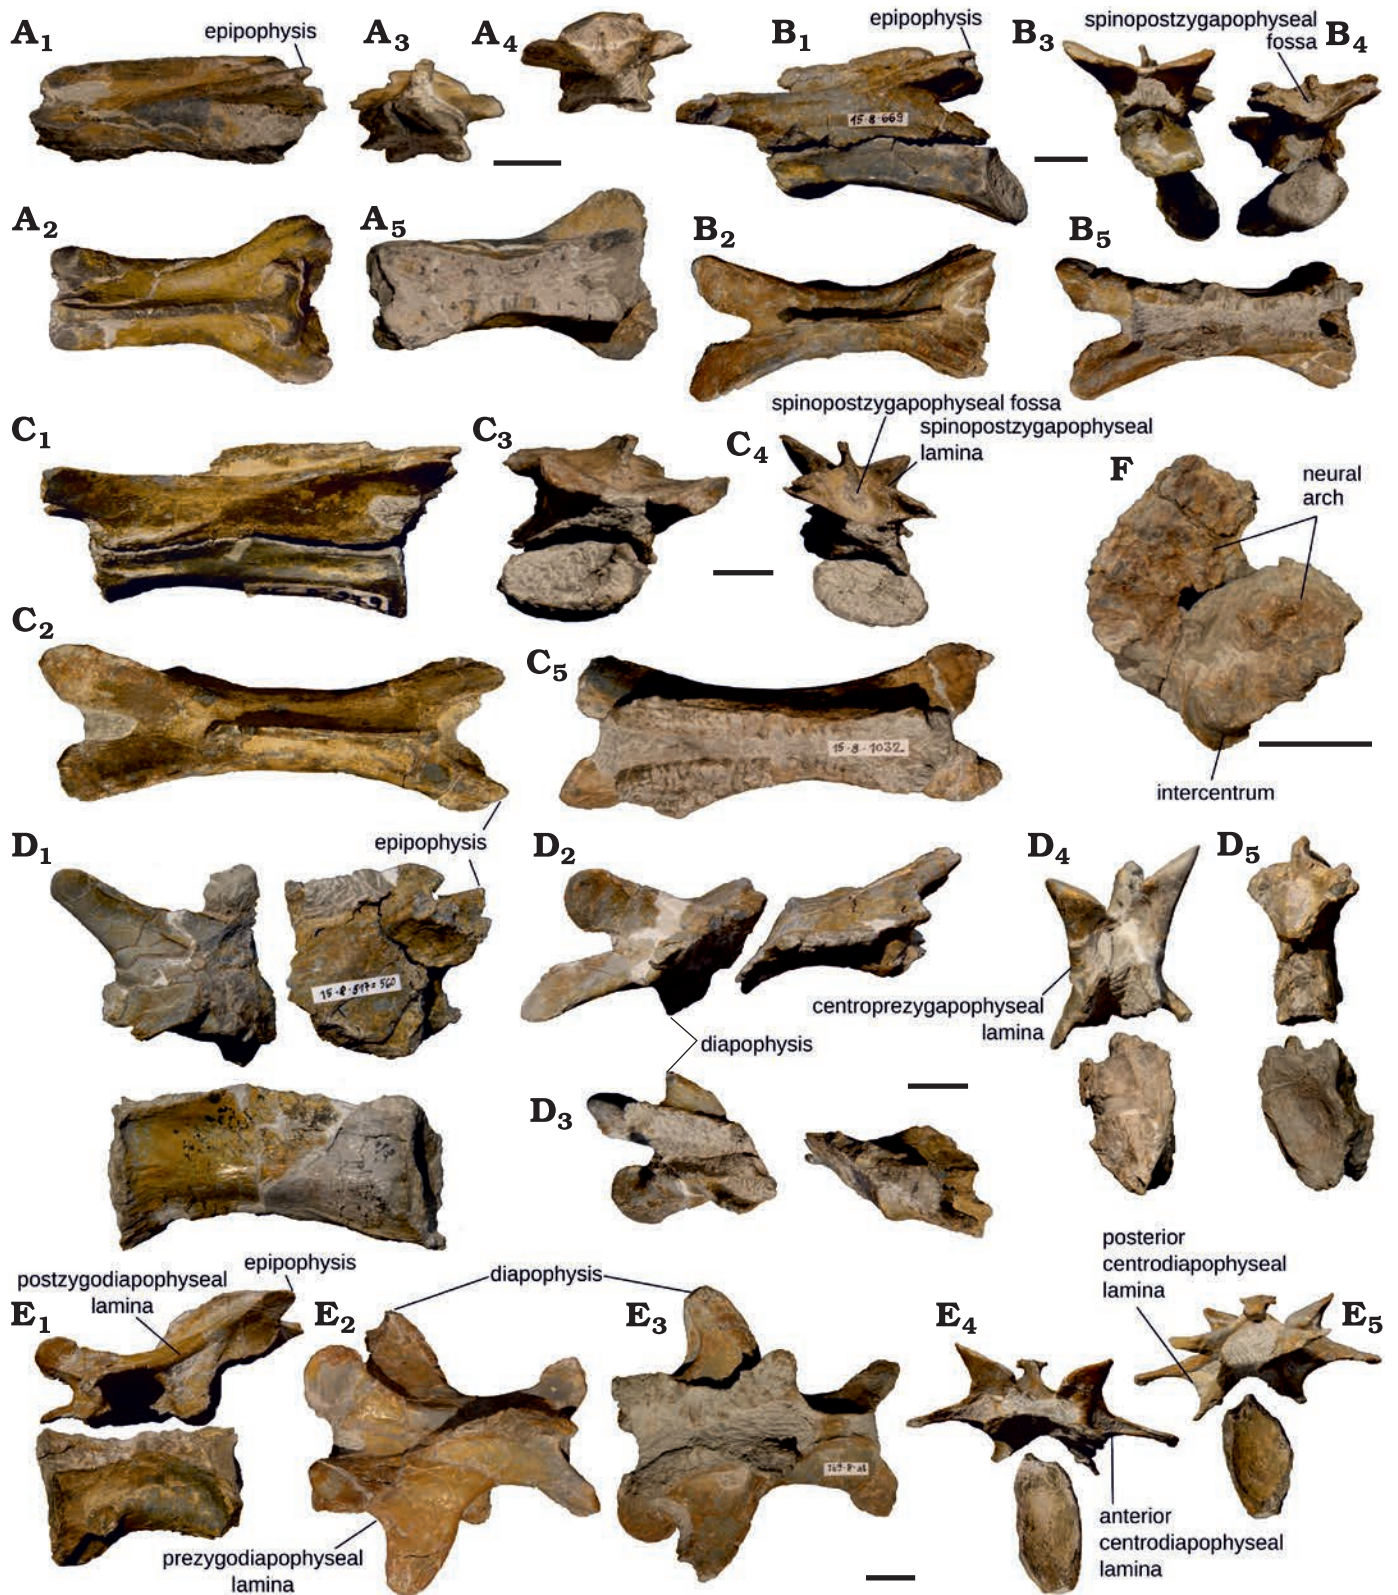 A1
epipophysis
A3
A4
epipophysis
B1
B3
spinopostzygapophyseal
fossa
B4
15·8·669
A2
A5
B2
B5
C1
C3
spinopostzygapophyseal fossa
spinopostzygapophyseal
lamina
C4
F
neural
arch
C2
C5
15·8·1032
intercentrum
epipophysis
D1
D2
D4
D5
15·8·517=560
centroprezygapophyseal
lamina
diapophysis
D3
posterior
centrodiapophyseal
lamina
postzygodiapophyseal
lamina
epipophysis
diapophysis
E1
E2
E3
E4
E5
prezygodiapophyseal
lamina
anterior
centrodiapophyseal
lamina